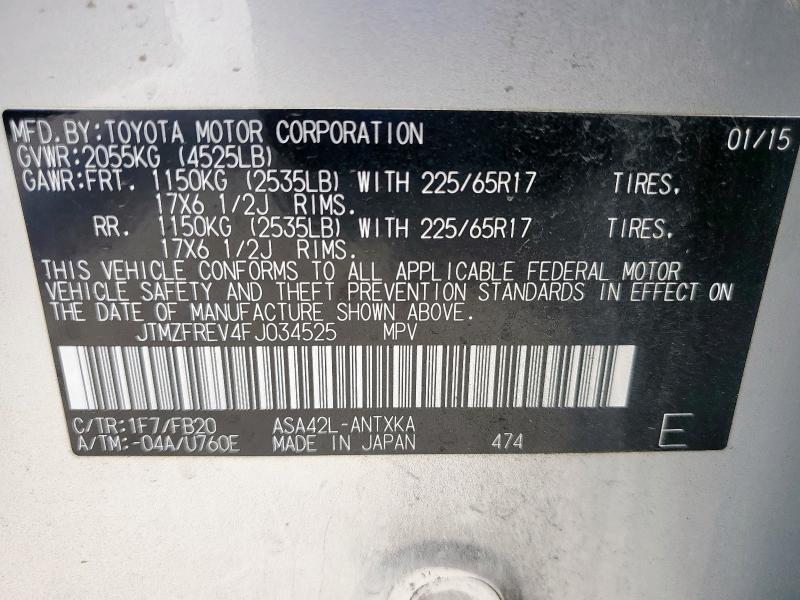 MFD.BY:TOYOTA MOTOR CORPORATION 01/15
GVWR:2055KG (4525LB)
GAWR:FRT. 1150KG (2535LB) WITH 225/65R17 TIRES.
17X6 1/2J RIMS.
RR. 1150KG (2535LB) WITH 225/65R17 TIRES.
17X6 1/2J RIMS.
THIS VEHICLE CONFORMS TO ALL APPLICABLE FEDERAL MOTOR
VEHICLE SAFETY AND THEFT PREVENTION STANDARDS IN EFFECT ON
THE DATE OF MANUFACTURE SHOWN ABOVE.
JTMZFREV4FJ034525 MPV
C/TR:1F7/FB20 ASA42L-ANTXKA
A/TM:-04A/U760E MADE IN JAPAN 474 E